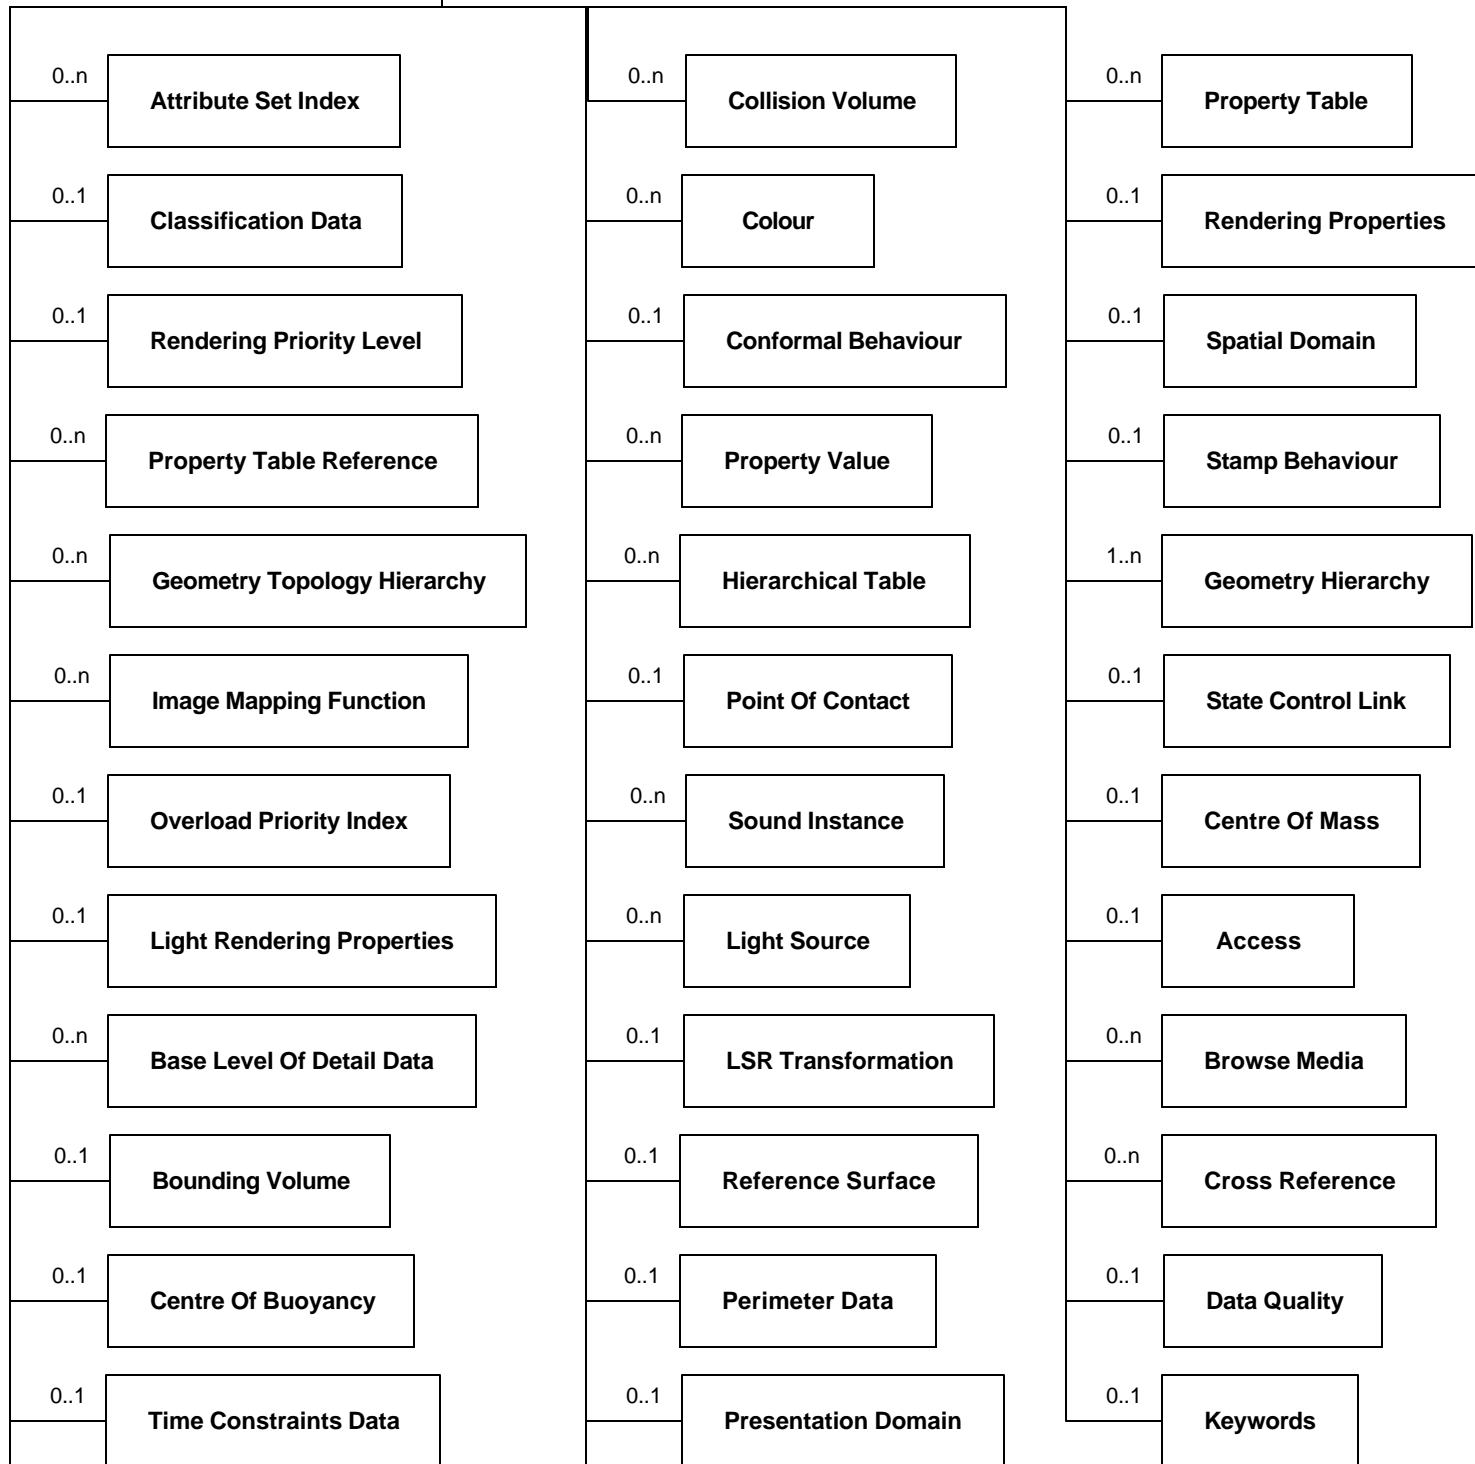 0..n
Attribute Set Index
0..n
Collision Volume
0..n
Property Table
0..1
Classification Data
0..n
Colour
0..1
Rendering Properties
0..1
Rendering Priority Level
0..1
Conformal Behaviour
0..1
Spatial Domain
0..n
Property Table Reference
0..n
Property Value
0..1
Stamp Behaviour
0..n
Geometry Topology Hierarchy
0..n
Hierarchical Table
1..n
Geometry Hierarchy
0..n
Image Mapping Function
0..1
Point Of Contact
0..1
State Control Link
0..1
Overload Priority Index
0..n
Sound Instance
0..1
Centre Of Mass
0..1
Light Rendering Properties
0..n
Light Source
0..1
Access
0..n
Base Level Of Detail Data
0..1
LSR Transformation
0..n
Browse Media
0..1
Bounding Volume
0..1
Reference Surface
0..n
Cross Reference
0..1
Centre Of Buoyancy
0..1
Perimeter Data
0..1
Data Quality
0..1
Time Constraints Data
0..1
Presentation Domain
0..1
Keywords